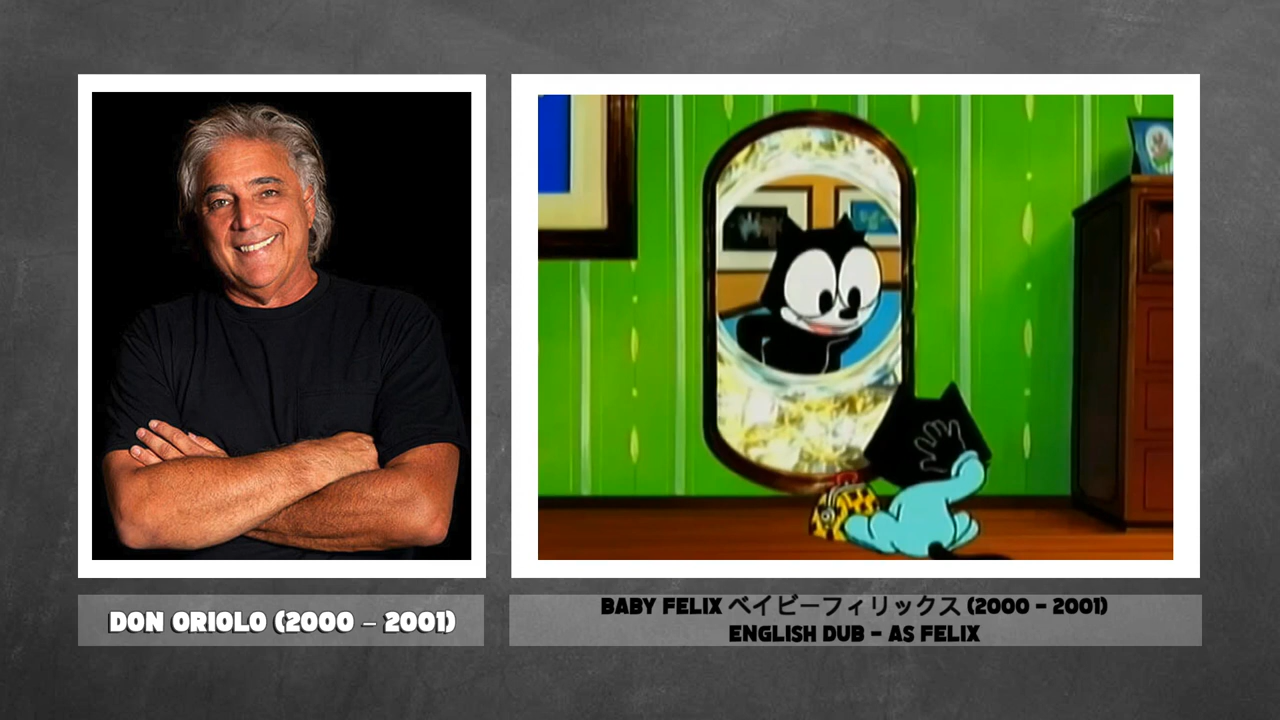 DON ORIOLO (2000 – 2001)
BABY FELIX ベイビーフィリックス (2000 - 2001)
ENGLISH DUB - AS FELIX